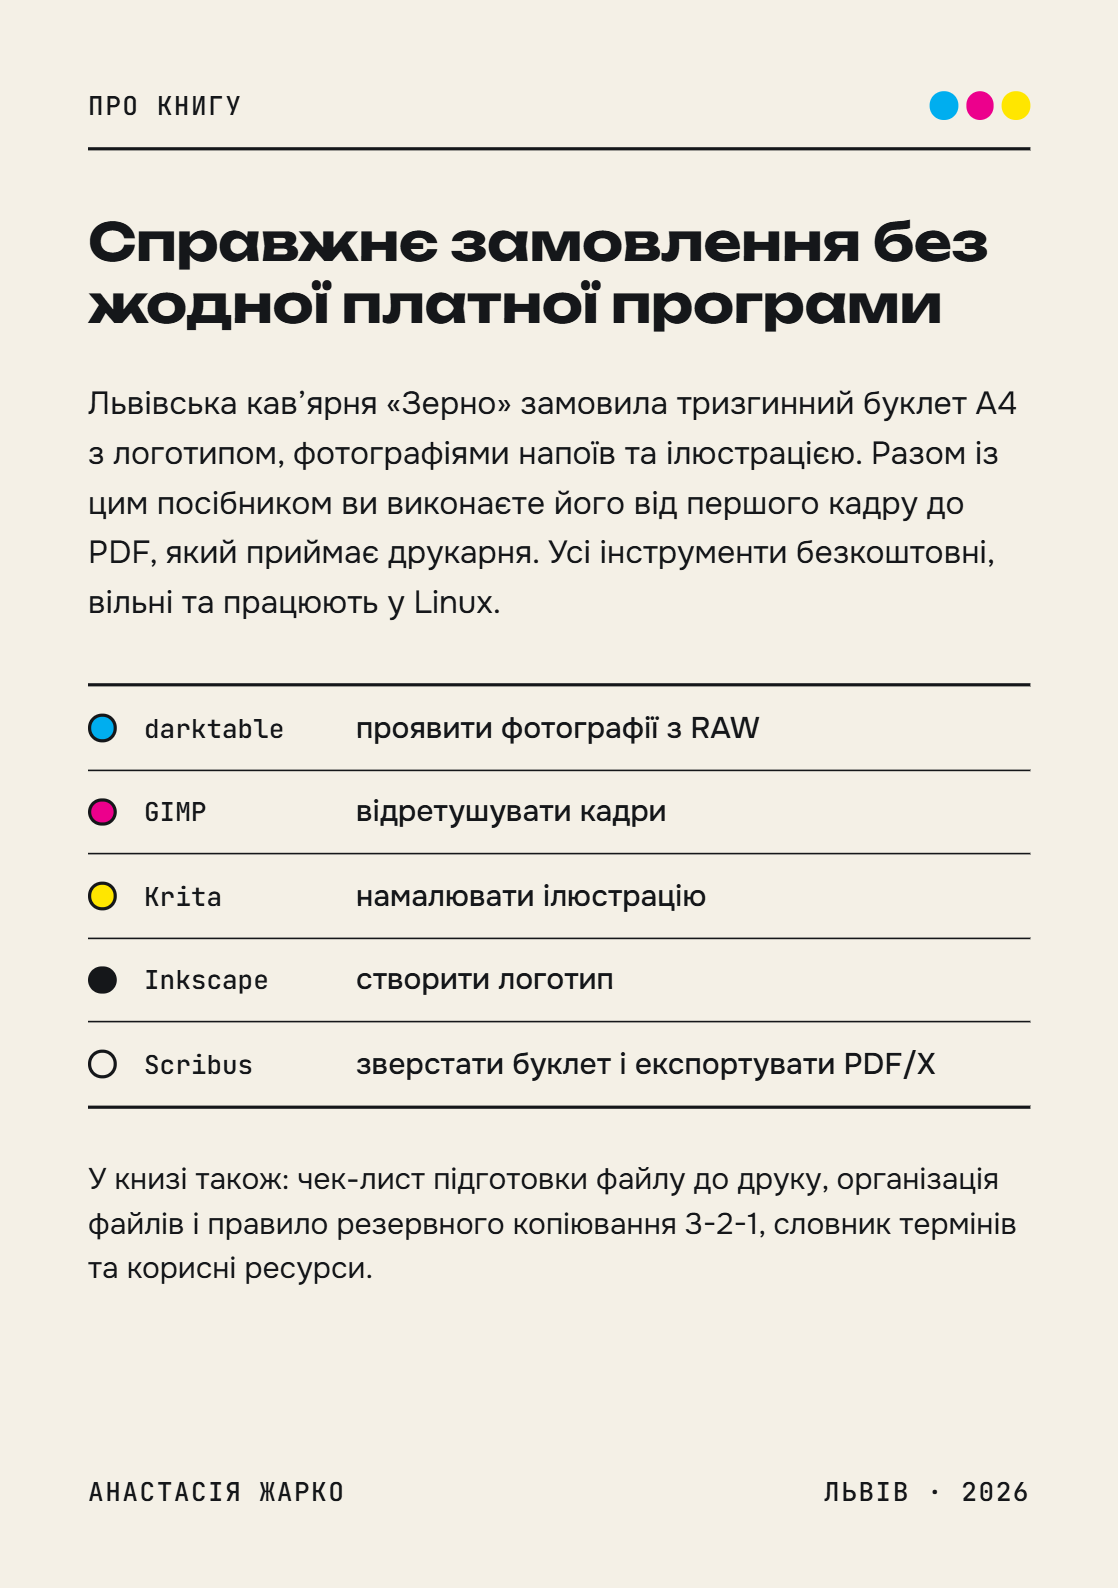 ПРО КНИГУ
Справжнє замовлення без
жодної платної програми
Львівська кав’ярня «Зерно» замовила тризгинний буклет А4
з логотипом, фотографіями напоїв та ілюстрацією. Разом із
цим посібником ви виконаєте його від першого кадру до
PDF, який приймає друкарня. Усі інструменти безкоштовні,
вільні та працюють у Linux.
darktable проявити фотографії з RAW
GIMP відретушувати кадри
Krita намалювати ілюстрацію
Inkscape створити логотип
Scribus зверстати буклет і експортувати PDF/X
У книзі також: чек-лист підготовки файлу до друку, організація
файлів і правило резервного копіювання 3-2-1, словник термінів
та корисні ресурси.
АНАСТАСІЯ ЖАРКО ЛЬВІВ · 2026